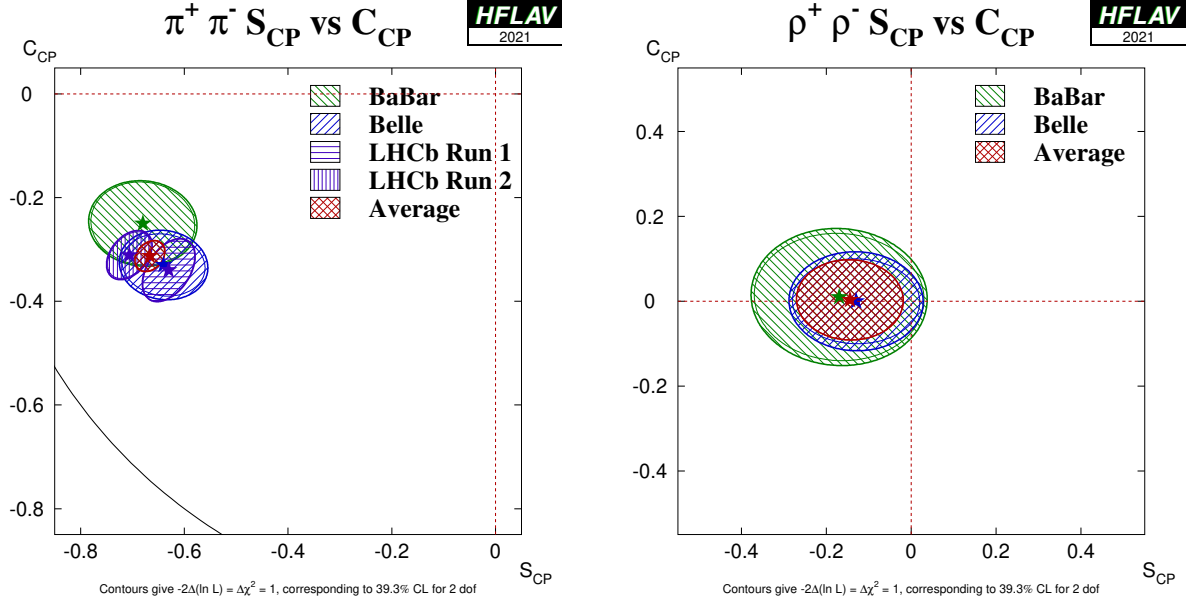 π+ π- S_CP vs C_CP
HFLAV
2021
C_CP
0
-0.2
-0.4
-0.6
-0.8
BaBar
Belle
LHCb Run 1
LHCb Run 2
Average
-0.8 -0.6 -0.4 -0.2 0
S_CP
Contours give -2Δ(ln L) = Δχ² = 1, corresponding to 39.3% CL for 2 dof
ρ+ ρ- S_CP vs C_CP
HFLAV
2021
C_CP
0.4
0.2
0
-0.2
-0.4
BaBar
Belle
Average
-0.4 -0.2 0 0.2 0.4
S_CP
Contours give -2Δ(ln L) = Δχ² = 1, corresponding to 39.3% CL for 2 dof